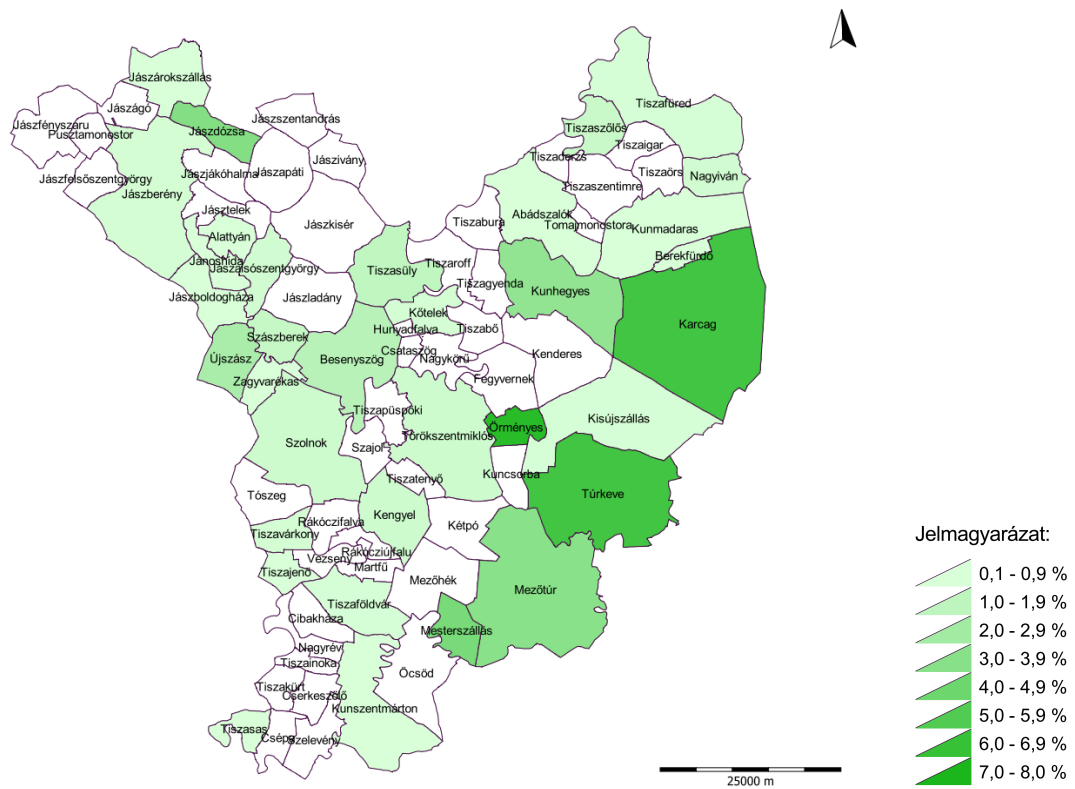 Jászárokszállás
Tiszafüred
Jászágó
Jászszentandrás
Jászfényszaru
Pusztamonostor
Jászdózsa
Tiszaszőlős
Tiszaigar
Jászivány
Tiszaderzs
Jászapáti
Jászjákóhalma
Jászfelsőszentgyörgy
Tiszaörs
Nagyiván
Tiszaszentimre
Jászberény
Jásztelek
Abádszalók
Tiszabura
Jászkisér
Tomajmonostora
Kunmadaras
Alattyán
Berekfürdő
Jánoshida
Jászalsószentgyörgy
Tiszasüly
Tiszaroff
Tiszagyenda
Kunhegyes
Jászboldogháza
Jászladány
Kőtelek
Karcag
Hunyadfalva
Tiszabő
Szászberek
Csataszög
Kenderes
Újszász
Besenyszög
Nagykörű
Fegyvernek
Zagyvarékas
Tiszapüspöki
Kisújszállás
Örményes
Szolnok
Törökszentmiklós
Szajol
Kuncsorba
Tiszatenyő
Túrkeve
Tószeg
Kengyel
Rákóczifalva
Kétpó
Tiszavárkony
Rákócziújfalu
Vezseny
Martfű
Tiszajenő
Mezőhék
Mezőtúr
Tiszaföldvár
Cibakháza
Mesterszállás
Nagyrév
Tiszainoka
Öcsöd
Tiszakürt
Cserkeszőlő
Kunszentmárton
Tiszasas
Csépa
Szelevény
25000 m
Jelmagyarázat:
0,1 - 0,9 %
1,0 - 1,9 %
2,0 - 2,9 %
3,0 - 3,9 %
4,0 - 4,9 %
5,0 - 5,9 %
6,0 - 6,9 %
7,0 - 8,0 %